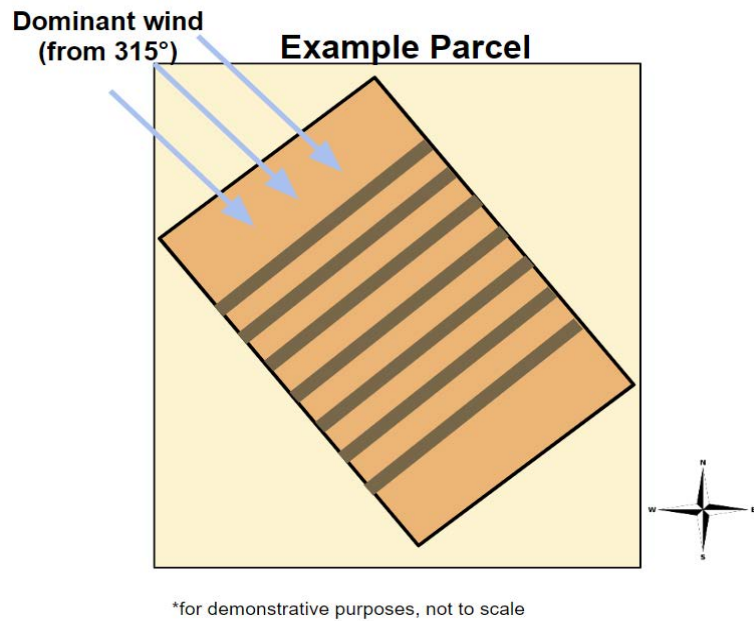 Dominant wind
(from 315°)
Example Parcel
N
W
E
S
*for demonstrative purposes, not to scale